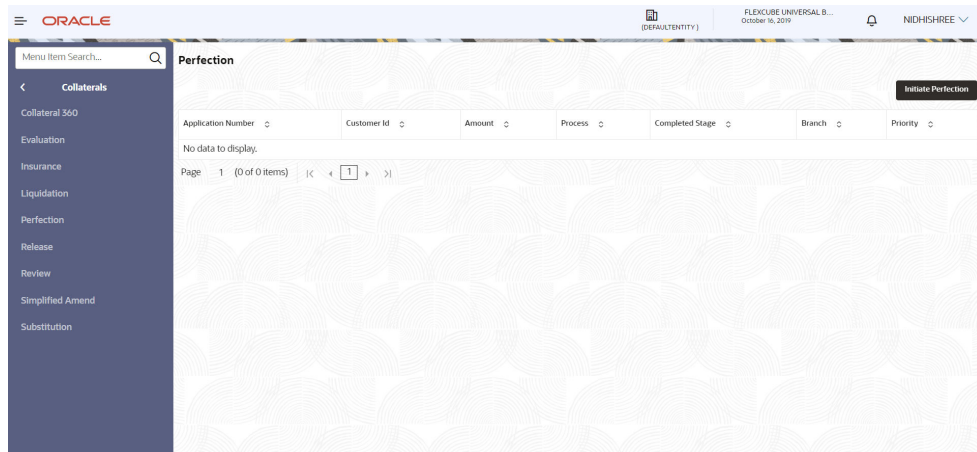 ORACLE
(DEFAULTENTITY )
FLEXCUBE UNIVERSAL B...
October 16, 2019
NIDHISHREE
Menu Item Search...
Collaterals
Collateral 360
Evaluation
Insurance
Liquidation
Perfection
Release
Review
Simplified Amend
Substitution
Perfection
Initiate Perfection
Application Number Customer Id Amount Process Completed Stage Branch Priority
No data to display.
Page 1 (0 of 0 items) 1